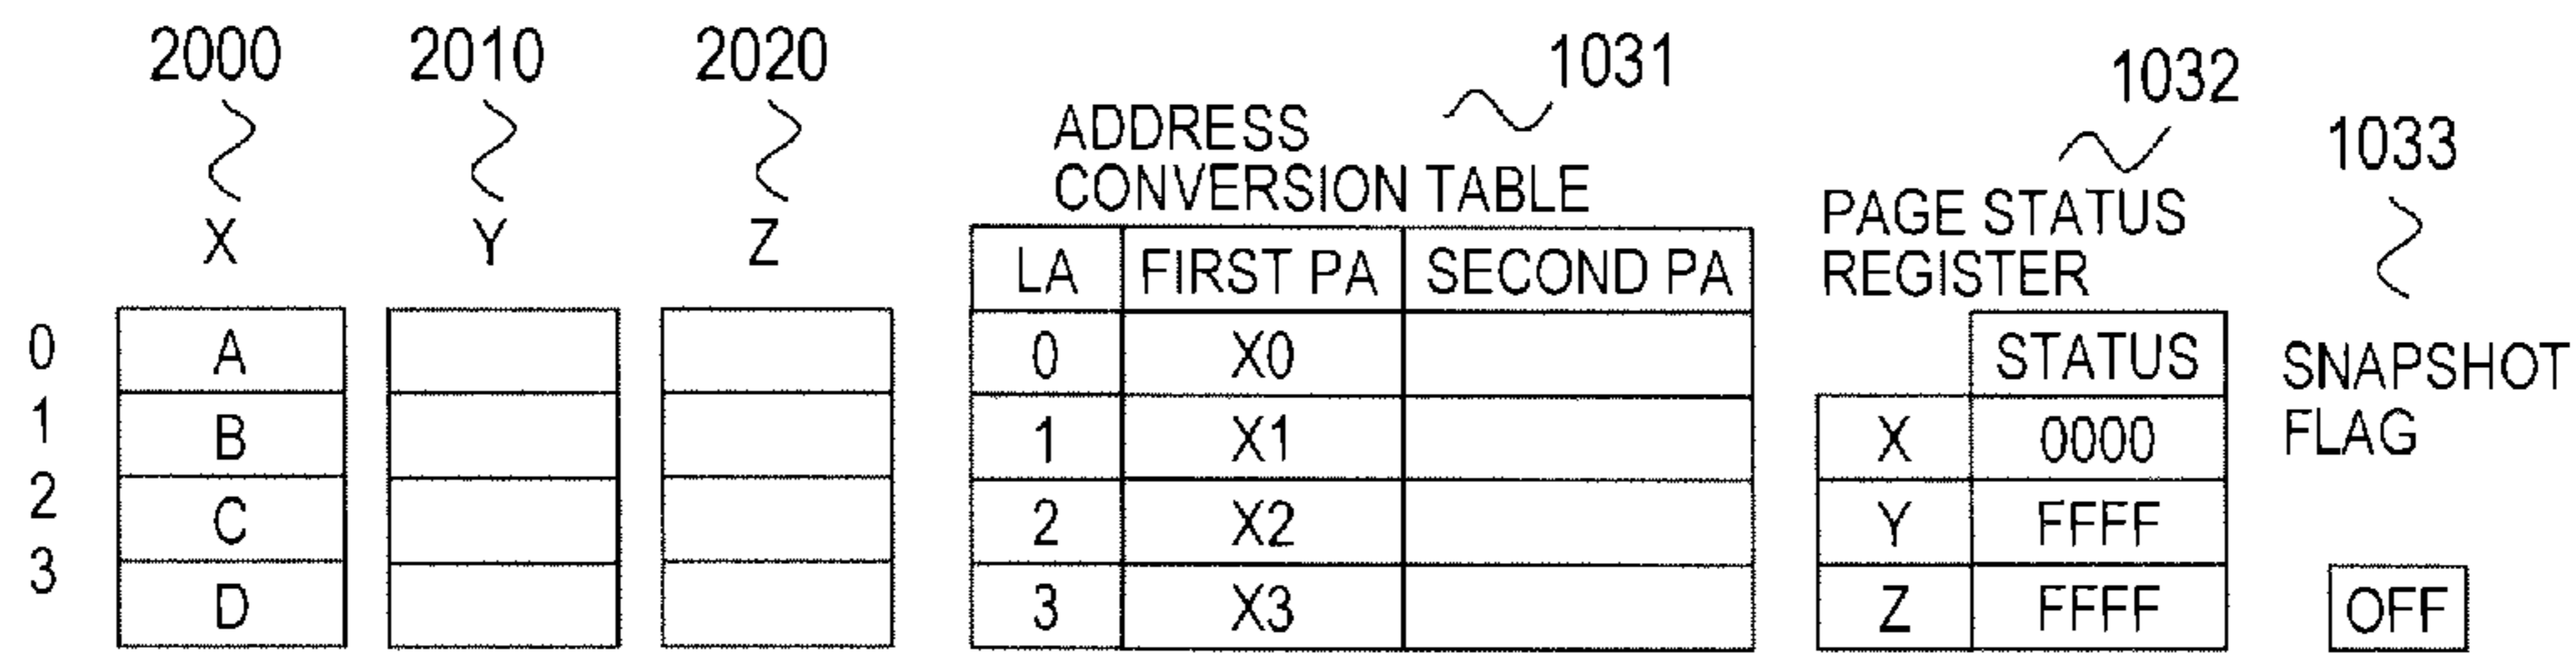 2000 2010 2020 1031 1032 1033
X Y Z
ADDRESS
CONVERSION TABLE
PAGE STATUS
REGISTER
LA FIRST PA SECOND PA
0 A 0 X0 STATUS
1 B 1 X1 X 0000
2 C 2 X2 Y FFFF
3 D 3 X3 Z FFFF
SNAPSHOT
FLAG
OFF